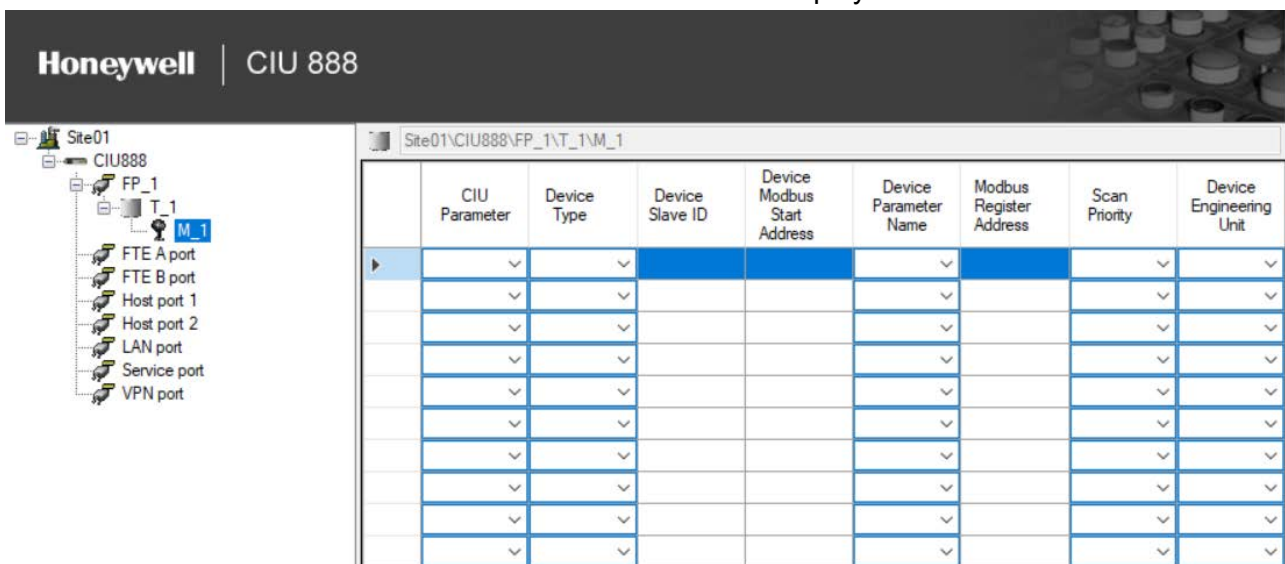 Honeywell | CIU 888
Site01
CIU888
FP_1
T_1
M_1
FTE A port
FTE B port
Host port 1
Host port 2
LAN port
Service port
VPN port
Site01\CIU888\FP_1\T_1\M_1
CIU Parameter
Device Type
Device Slave ID
Device Modbus Start Address
Device Parameter Name
Modbus Register Address
Scan Priority
Device Engineering Unit